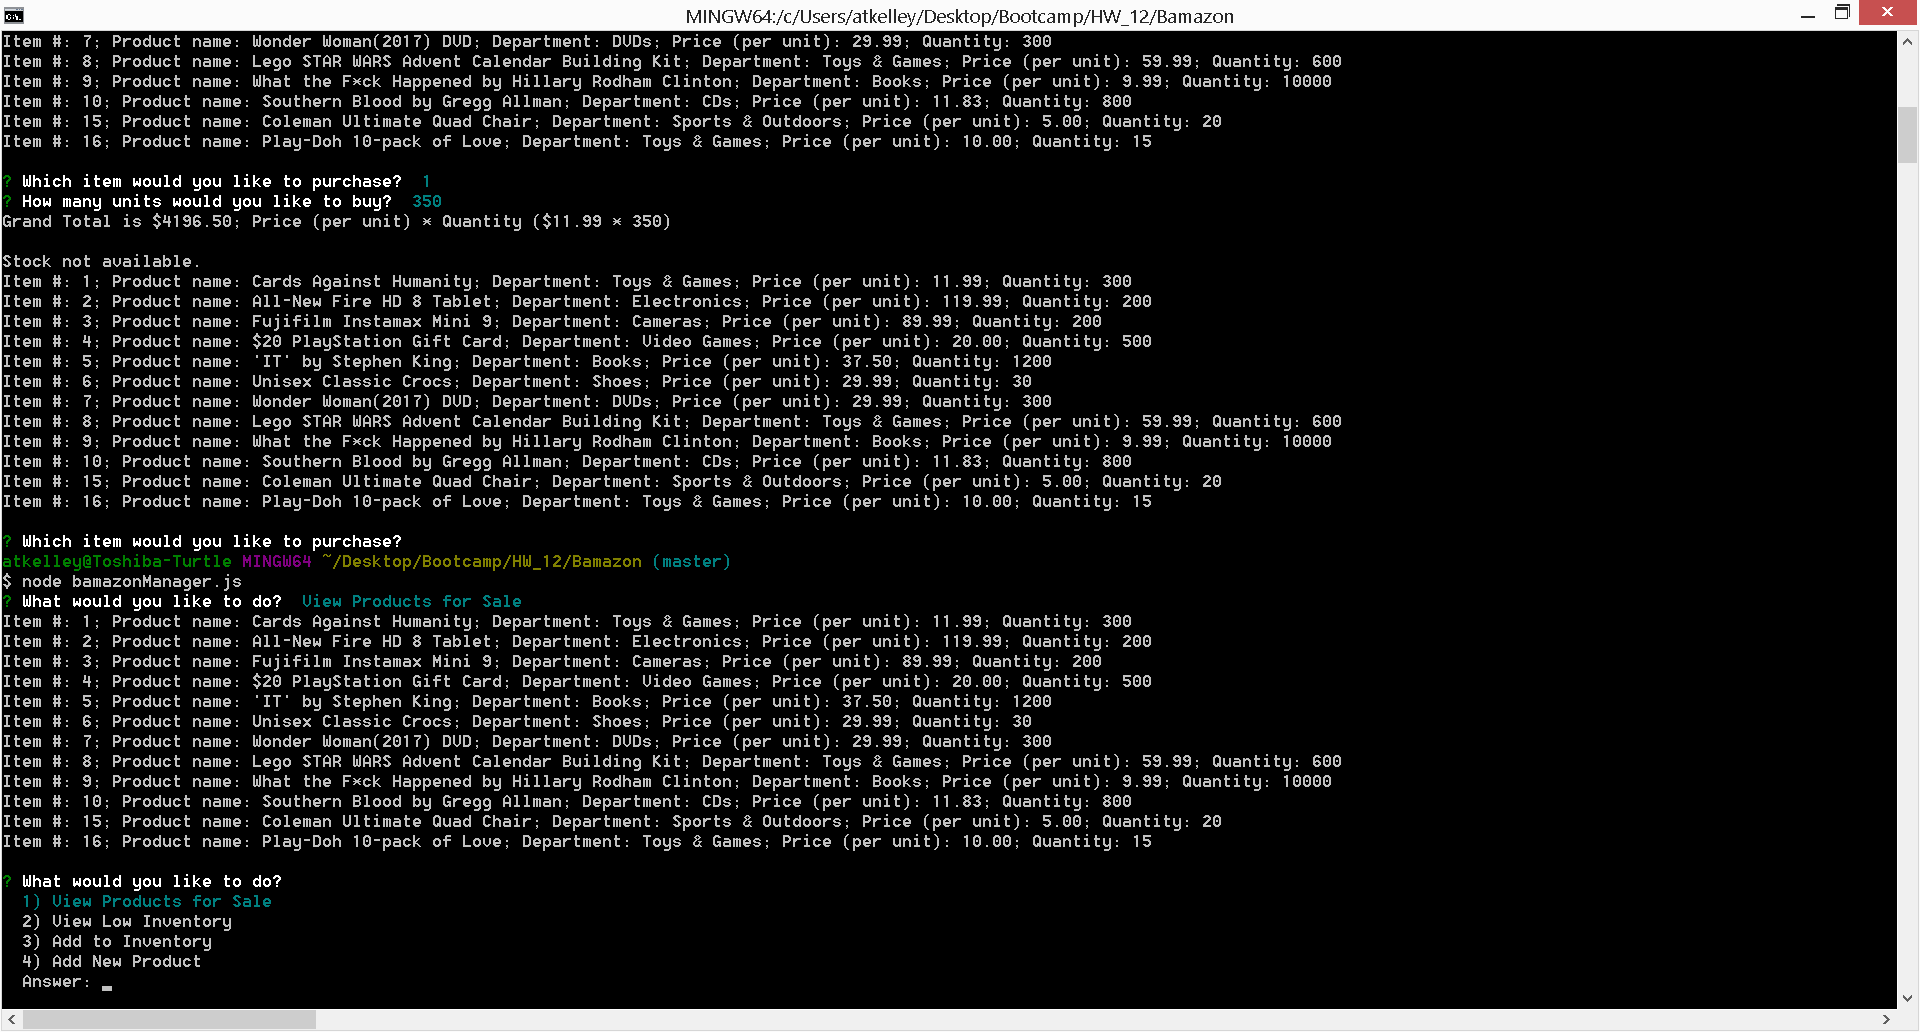 MINGW64:/c/Users/atkelley/Desktop/Bootcamp/HW_12/Bamazon
Item #: 7; Product name: Wonder Woman(2017) DVD; Department: DVDs; Price (per unit): 29.99; Quantity: 300
Item #: 8; Product name: Lego STAR WARS Advent Calendar Building Kit; Department: Toys & Games; Price (per unit): 59.99; Quantity: 600
Item #: 9; Product name: What the F*ck Happened by Hillary Rodham Clinton; Department: Books; Price (per unit): 9.99; Quantity: 10000
Item #: 10; Product name: Southern Blood by Gregg Allman; Department: CDs; Price (per unit): 11.83; Quantity: 800
Item #: 15; Product name: Coleman Ultimate Quad Chair; Department: Sports & Outdoors; Price (per unit): 5.00; Quantity: 20
Item #: 16; Product name: Play-Doh 10-pack of Love; Department: Toys & Games; Price (per unit): 10.00; Quantity: 15
? Which item would you like to purchase? 1
? How many units would you like to buy? 350
Grand Total is $4196.50; Price (per unit) * Quantity ($11.99 * 350)
Stock not available.
Item #: 1; Product name: Cards Against Humanity; Department: Toys & Games; Price (per unit): 11.99; Quantity: 300
Item #: 2; Product name: All-New Fire HD 8 Tablet; Department: Electronics; Price (per unit): 119.99; Quantity: 200
Item #: 3; Product name: Fujifilm Instamax Mini 9; Department: Cameras; Price (per unit): 89.99; Quantity: 200
Item #: 4; Product name: $20 PlayStation Gift Card; Department: Video Games; Price (per unit): 20.00; Quantity: 500
Item #: 5; Product name: 'IT' by Stephen King; Department: Books; Price (per unit): 37.50; Quantity: 1200
Item #: 6; Product name: Unisex Classic Crocs; Department: Shoes; Price (per unit): 29.99; Quantity: 30
Item #: 7; Product name: Wonder Woman(2017) DVD; Department: DVDs; Price (per unit): 29.99; Quantity: 300
Item #: 8; Product name: Lego STAR WARS Advent Calendar Building Kit; Department: Toys & Games; Price (per unit): 59.99; Quantity: 600
Item #: 9; Product name: What the F*ck Happened by Hillary Rodham Clinton; Department: Books; Price (per unit): 9.99; Quantity: 10000
Item #: 10; Product name: Southern Blood by Gregg Allman; Department: CDs; Price (per unit): 11.83; Quantity: 800
Item #: 15; Product name: Coleman Ultimate Quad Chair; Department: Sports & Outdoors; Price (per unit): 5.00; Quantity: 20
Item #: 16; Product name: Play-Doh 10-pack of Love; Department: Toys & Games; Price (per unit): 10.00; Quantity: 15
? Which item would you like to purchase?
atkelley@Toshiba-Turtle MINGW64 ~/Desktop/Bootcamp/HW_12/Bamazon (master)
$ node bamazonManager.js
? What would you like to do? View Products for Sale
Item #: 1; Product name: Cards Against Humanity; Department: Toys & Games; Price (per unit): 11.99; Quantity: 300
Item #: 2; Product name: All-New Fire HD 8 Tablet; Department: Electronics; Price (per unit): 119.99; Quantity: 200
Item #: 3; Product name: Fujifilm Instamax Mini 9; Department: Cameras; Price (per unit): 89.99; Quantity: 200
Item #: 4; Product name: $20 PlayStation Gift Card; Department: Video Games; Price (per unit): 20.00; Quantity: 500
Item #: 5; Product name: 'IT' by Stephen King; Department: Books; Price (per unit): 37.50; Quantity: 1200
Item #: 6; Product name: Unisex Classic Crocs; Department: Shoes; Price (per unit): 29.99; Quantity: 30
Item #: 7; Product name: Wonder Woman(2017) DVD; Department: DVDs; Price (per unit): 29.99; Quantity: 300
Item #: 8; Product name: Lego STAR WARS Advent Calendar Building Kit; Department: Toys & Games; Price (per unit): 59.99; Quantity: 600
Item #: 9; Product name: What the F*ck Happened by Hillary Rodham Clinton; Department: Books; Price (per unit): 9.99; Quantity: 10000
Item #: 10; Product name: Southern Blood by Gregg Allman; Department: CDs; Price (per unit): 11.83; Quantity: 800
Item #: 15; Product name: Coleman Ultimate Quad Chair; Department: Sports & Outdoors; Price (per unit): 5.00; Quantity: 20
Item #: 16; Product name: Play-Doh 10-pack of Love; Department: Toys & Games; Price (per unit): 10.00; Quantity: 15
? What would you like to do?
1) View Products for Sale
2) View Low Inventory
3) Add to Inventory
4) Add New Product
Answer: _